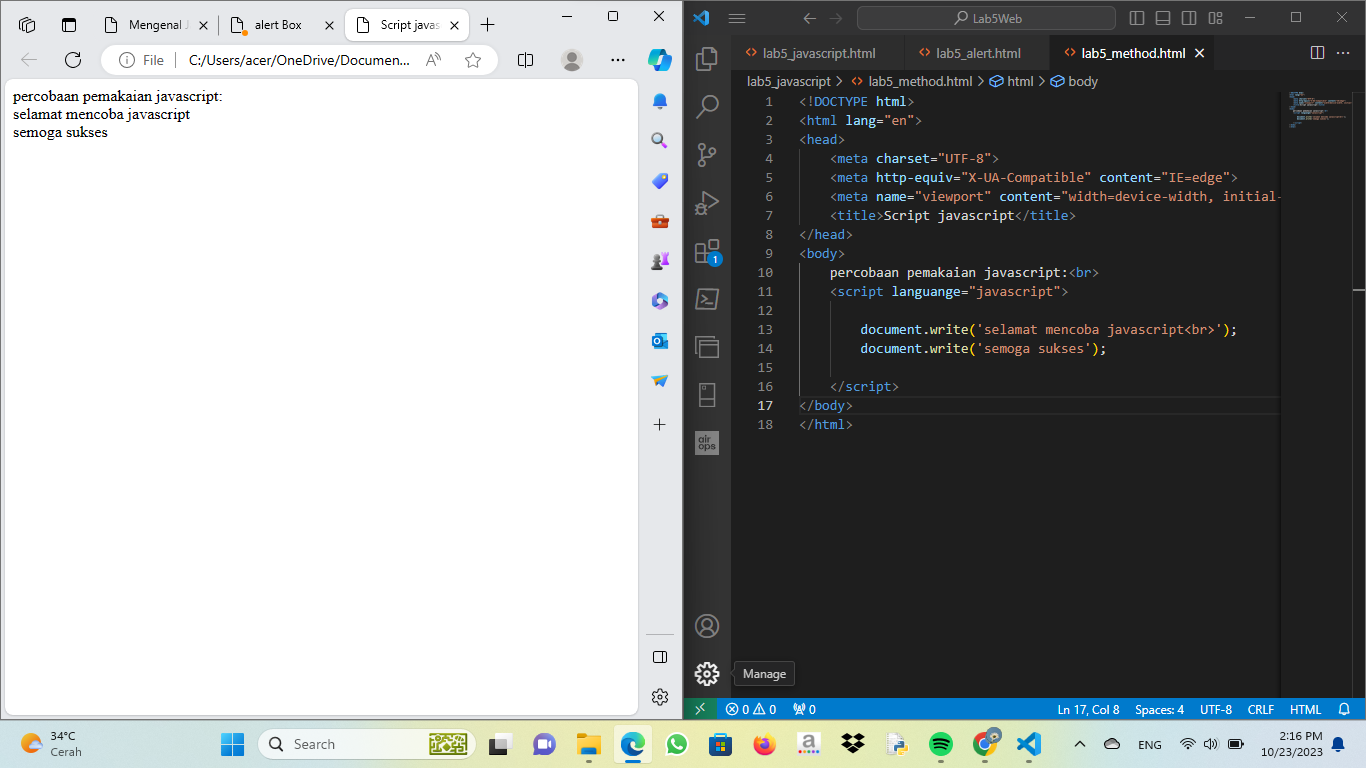 Mengenal J
alert Box
Script javas
File
C:/Users/acer/OneDrive/Documen...
percobaan pemakaian javascript:
selamat mencoba javascript
semoga sukses
Lab5Web
lab5_javascript.html
lab5_alert.html
lab5_method.html
lab5_javascript > lab5_method.html > html > body
1 <!DOCTYPE html>
2 <html lang="en">
3 <head>
4 <meta charset="UTF-8">
5 <meta http-equiv="X-UA-Compatible" content="IE=edge">
6 <meta name="viewport" content="width=device-width, initial-
7 <title>Script javascript</title>
8 </head>
9 <body>
10 percobaan pemakaian javascript:<br>
11 <script languange="javascript">
12
13 document.write('selamat mencoba javascript<br>');
14 document.write('semoga sukses');
15
16 </script>
17 </body>
18 </html>
1
air
ops
Manage
0 0 0
Ln 17, Col 8
Spaces: 4
UTF-8
CRLF
HTML
34°C
Cerah
Search
a
ENG
2:16 PM
10/23/2023